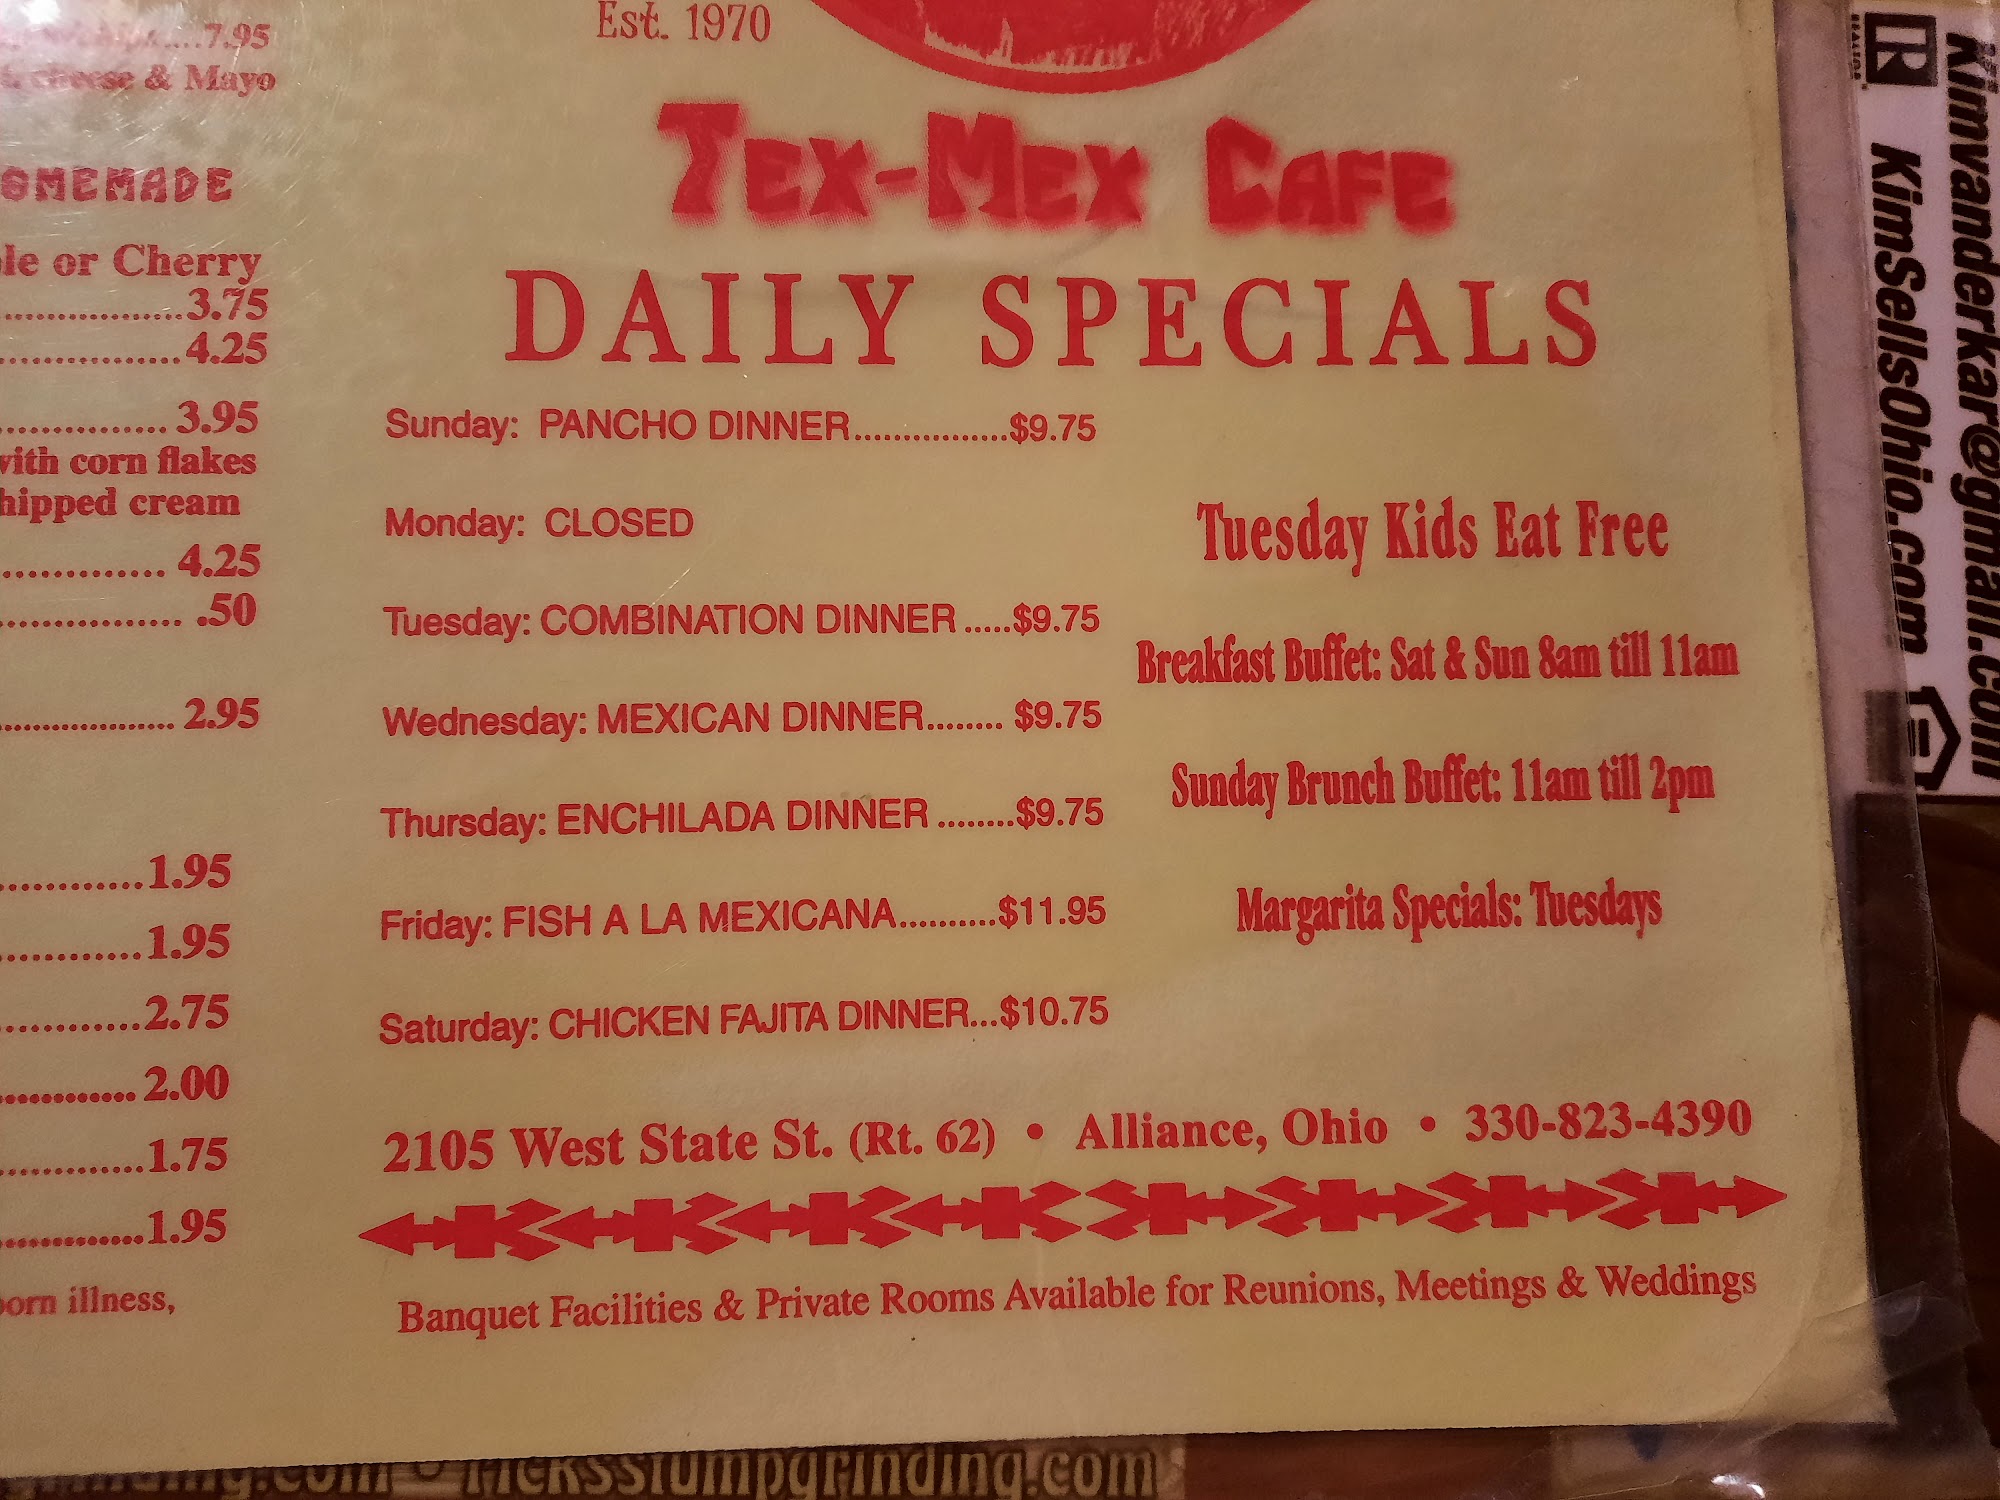 7.95
cheese & Mayo
or Cherry
3.75
4.25
3.95
with corn flakes
whipped cream
4.25
.50
2.95
1.95
1.95
2.75
2.00
1.75
1.95
illness,
Est. 1970
TEX-MEX CAFE
DAILY SPECIALS
Sunday: PANCHO DINNER................$9.75
Monday: CLOSED
Tuesday: COMBINATION DINNER .....$9.75
Wednesday: MEXICAN DINNER........ $9.75
Thursday: ENCHILADA DINNER ........$9.75
Friday: FISH A LA MEXICANA..........$11.95
Saturday: CHICKEN FAJITA DINNER...$10.75
Tuesday Kids Eat Free
Breakfast Buffet: Sat & Sun 8am till 11am
Sunday Brunch Buffet: 11am till 2pm
Margarita Specials: Tuesdays
2105 West State St. (Rt. 62) • Alliance, Ohio • 330-823-4390
Banquet Facilities & Private Rooms Available for Reunions, Meetings & Weddings
Kimvanderkar@gmail.com
KimSellsOhio.com
ricksstumpgrinding.com